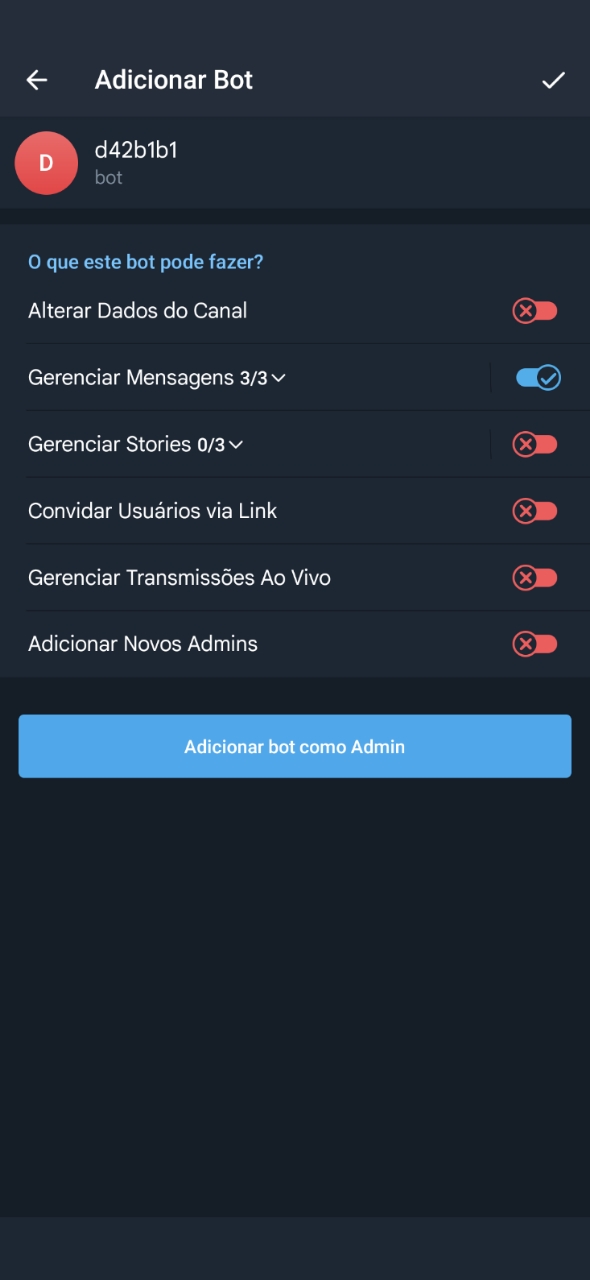 Adicionar Bot
D
d42b1b1
bot
O que este bot pode fazer?
Alterar Dados do Canal
Gerenciar Mensagens 3/3
Gerenciar Stories 0/3
Convidar Usuários via Link
Gerenciar Transmissões Ao Vivo
Adicionar Novos Admins
Adicionar bot como Admin